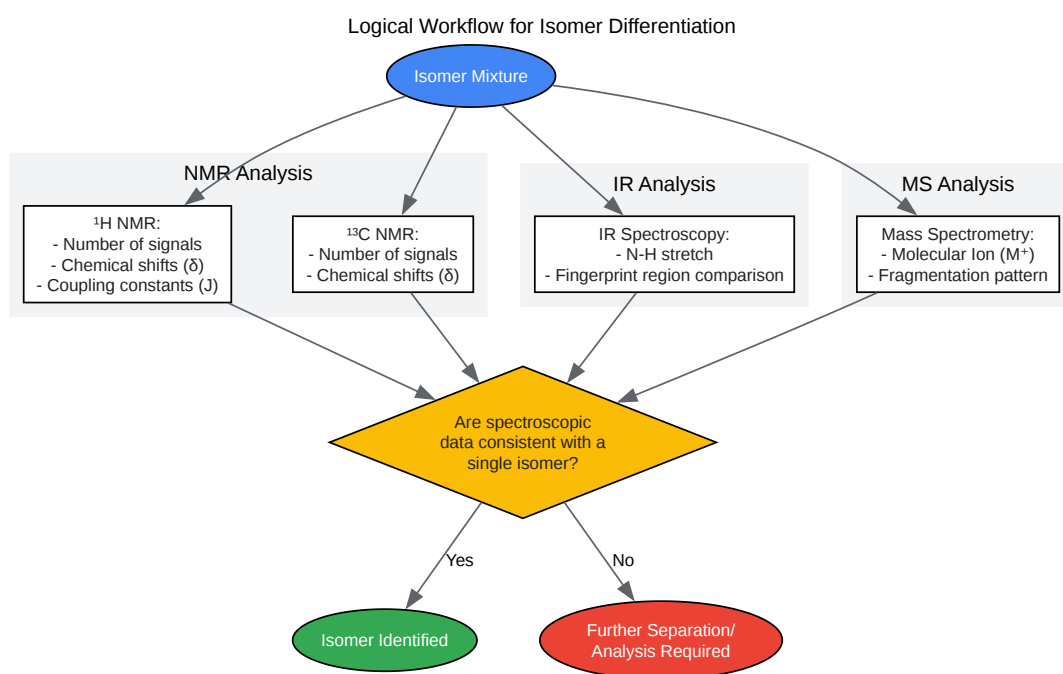 Logical Workflow for Isomer Differentiation
Isomer Mixture
NMR Analysis
¹H NMR:
- Number of signals
- Chemical shifts (δ)
- Coupling constants (J)
¹³C NMR:
- Number of signals
- Chemical shifts (δ)
IR Analysis
IR Spectroscopy:
- N-H stretch
- Fingerprint region comparison
MS Analysis
Mass Spectrometry:
- Molecular Ion (M⁺)
- Fragmentation pattern
Are spectroscopic
data consistent with a
single isomer?
Yes
No
Isomer Identified
Further Separation/
Analysis Required